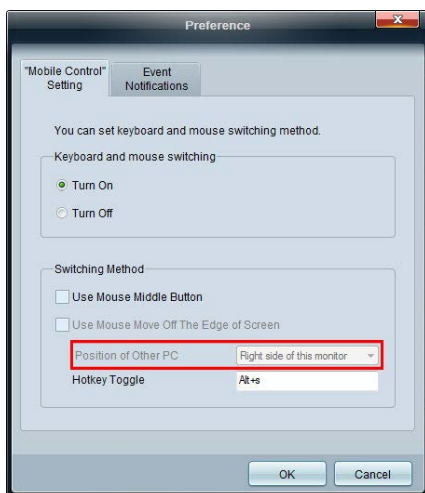 Preference
x
"Mobile Control" Setting
Event Notifications
You can set keyboard and mouse switching method.
Keyboard and mouse switching
Turn On
Turn Off
Switching Method
Use Mouse Middle Button
Use Mouse Move Off The Edge of Screen
Position of Other PC Right side of this monitor
Hotkey Toggle Alt+s
OK Cancel